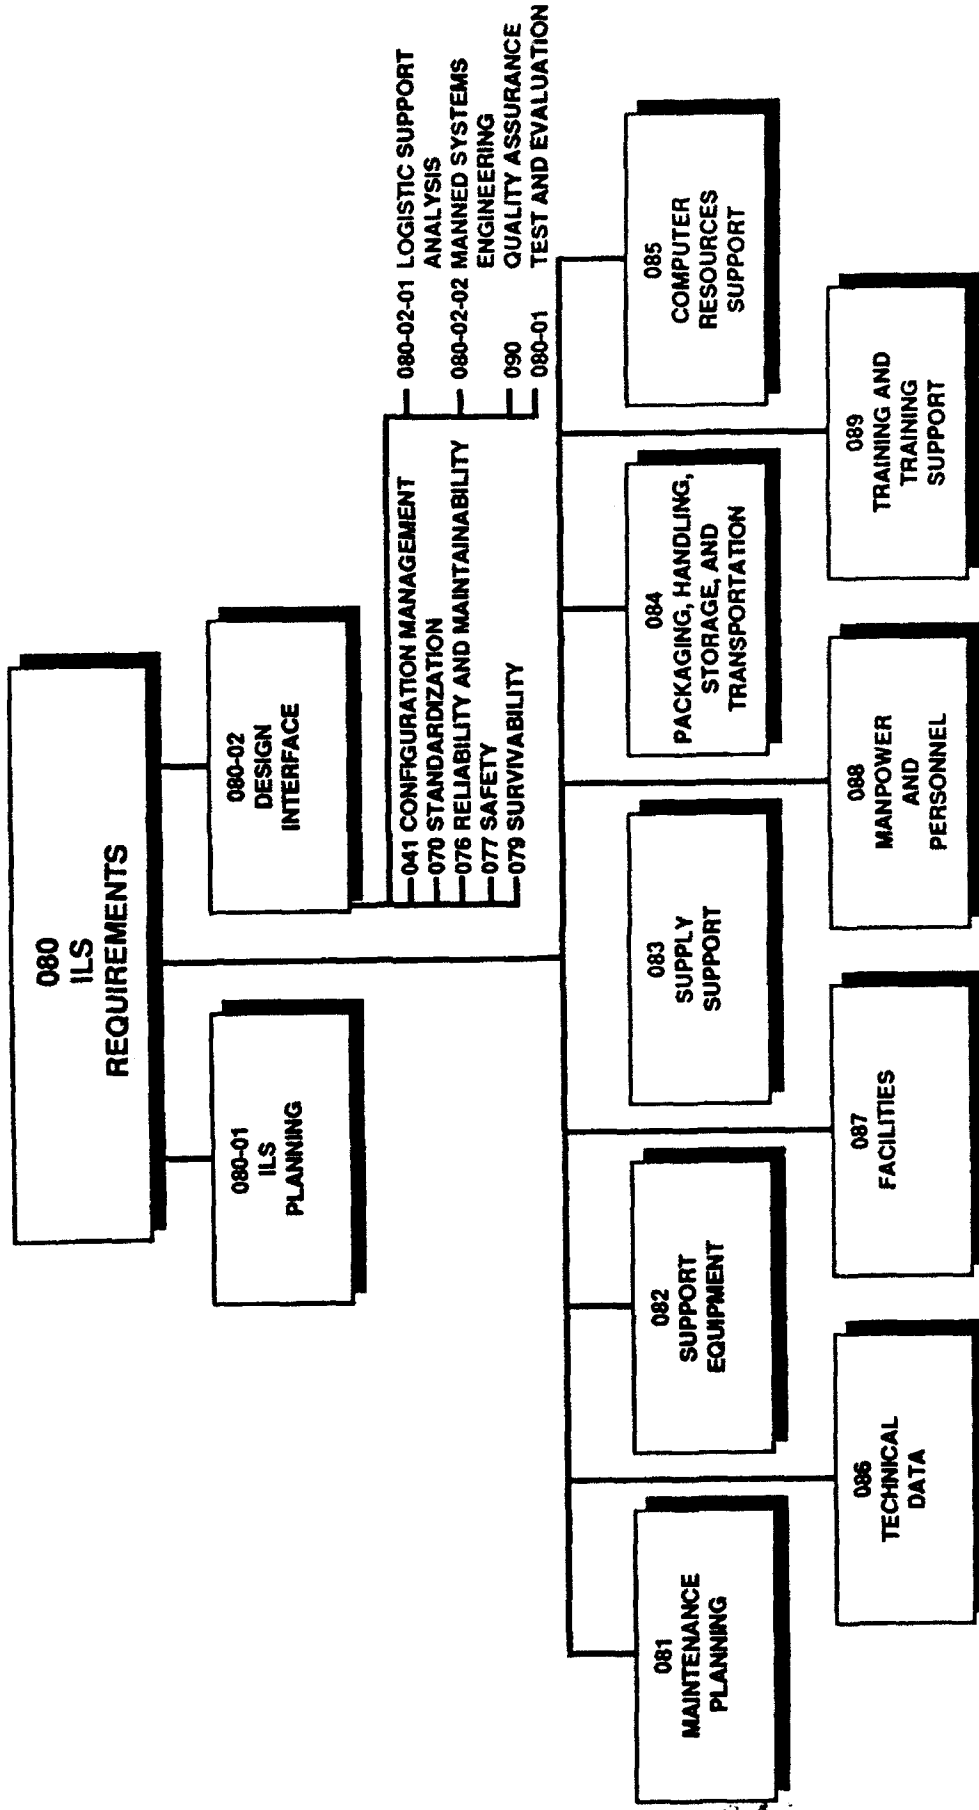 080
ILS
REQUIREMENTS
080-01
ILS
PLANNING
080-02
DESIGN
INTERFACE
041 CONFIGURATION MANAGEMENT
070 STANDARDIZATION
076 RELIABILITY AND MAINTAINABILITY
077 SAFETY
079 SURVIVABILITY
080-02-01 LOGISTIC SUPPORT
ANALYSIS
080-02-02 MANNED SYSTEMS
ENGINEERING
090 QUALITY ASSURANCE
080-01 TEST AND EVALUATION
081
MAINTENANCE
PLANNING
082
SUPPORT
EQUIPMENT
083
SUPPLY
SUPPORT
084
PACKAGING, HANDLING,
STORAGE, AND
TRANSPORTATION
085
COMPUTER
RESOURCES
SUPPORT
086
TECHNICAL
DATA
087
FACILITIES
088
MANPOWER
AND
PERSONNEL
089
TRAINING AND
TRAINING
SUPPORT